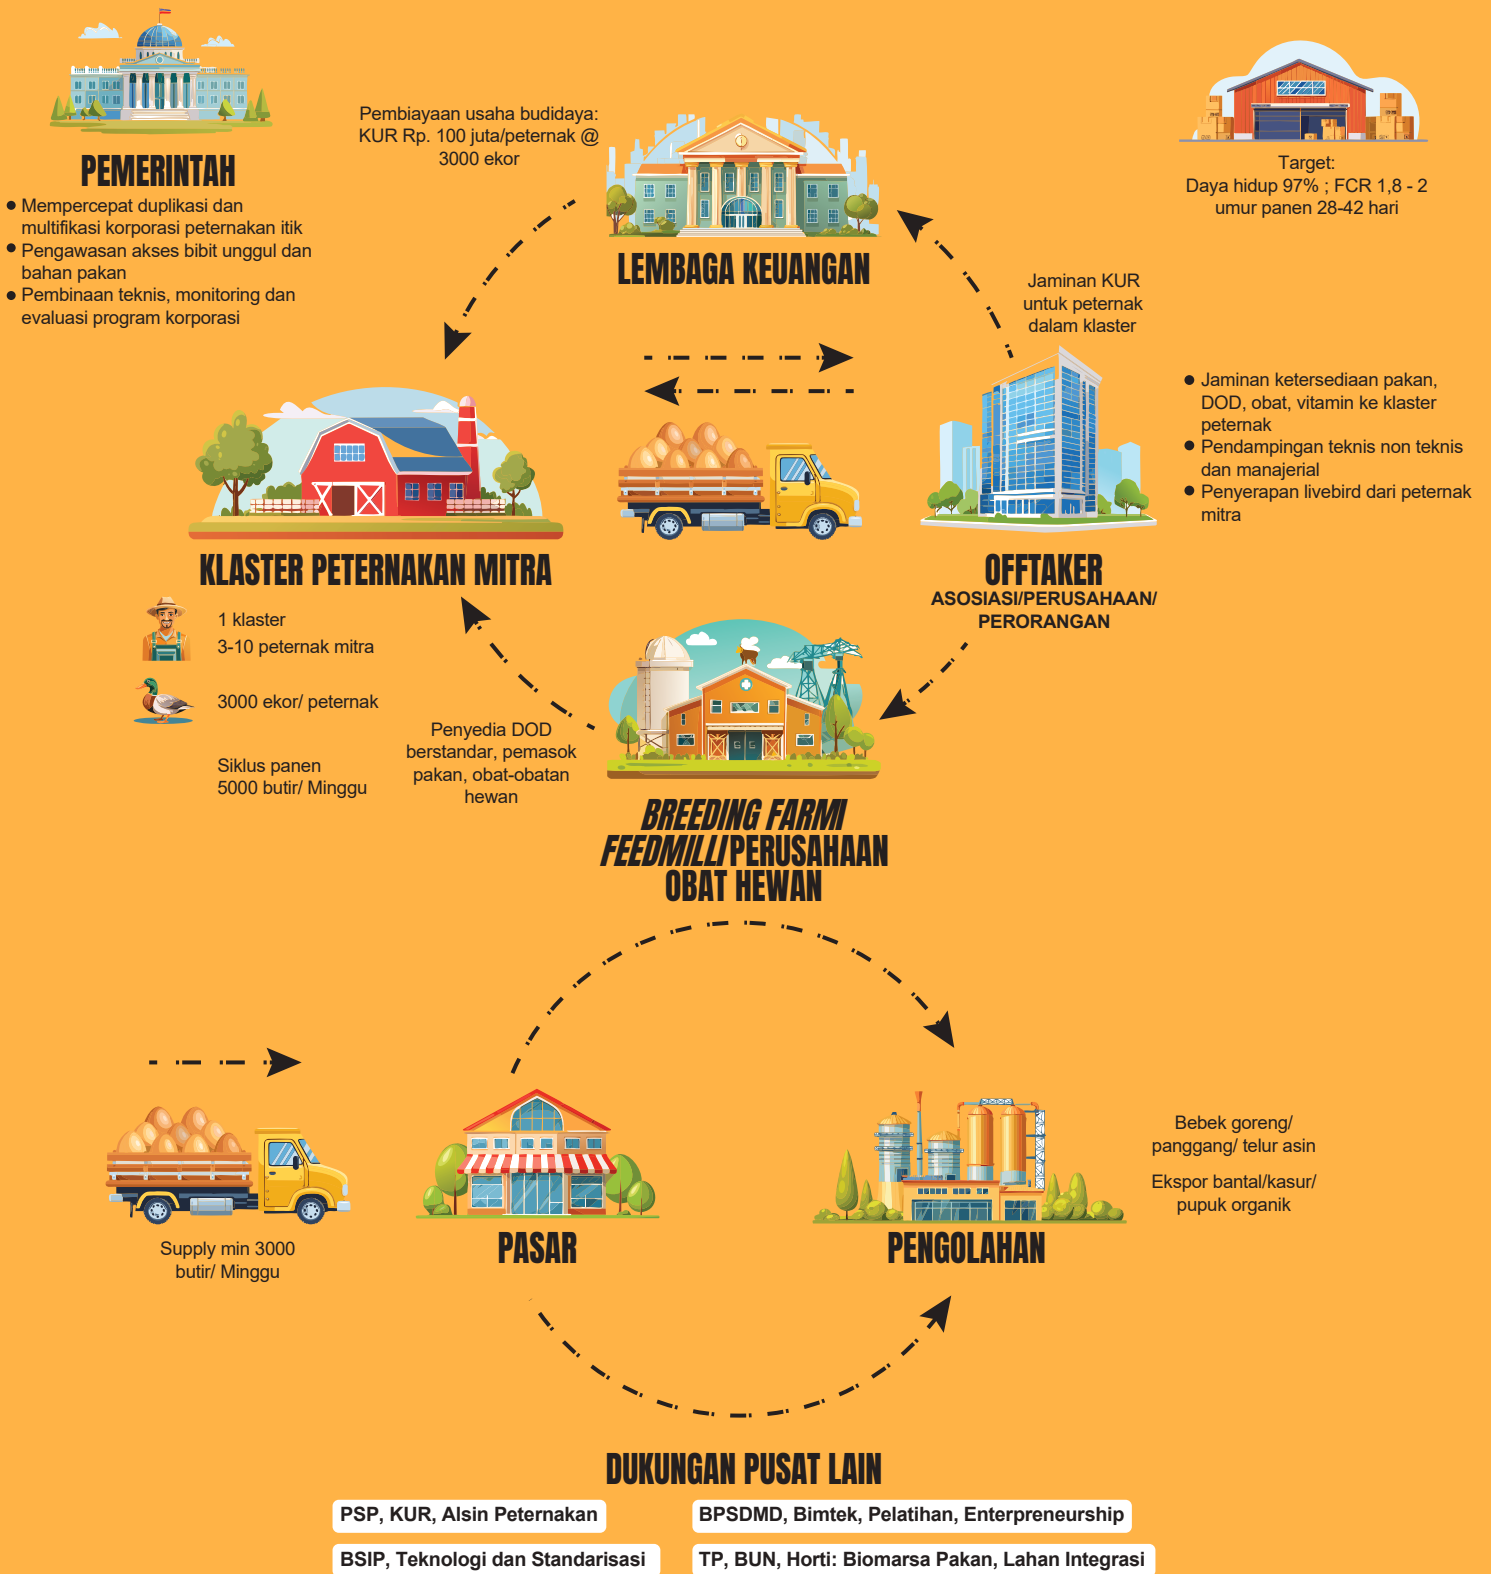 PEMERINTAH
• Mempercepat duplikasi dan
multifikasi korporasi peternakan itik
• Pengawasan akses bibit unggul dan
bahan pakan
• Pembinaan teknis, monitoring dan
evaluasi program korporasi
Pembiayaan usaha budidaya:
KUR Rp. 100 juta/peternak @
3000 ekor
LEMBAGA KEUANGAN
Target:
Daya hidup 97% ; FCR 1,8 - 2
umur panen 28-42 hari
Jaminan KUR
untuk peternak
dalam klaster
• Jaminan ketersediaan pakan,
DOD, obat, vitamin ke klaster
peternak
• Pendampingan teknis non teknis
dan manajerial
• Penyerapan livebird dari peternak
mitra
KLASTER PETERNAKAN MITRA
1 klaster
3-10 peternak mitra
3000 ekor/ peternak
Siklus panen
5000 butir/ Minggu
OFFTAKER
ASOSIASI/PERUSAHAAN/
PERORANGAN
Penyedia DOD
berstandar, pemasok
pakan, obat-obatan
hewan
BREEDING FARM/
FEEDMILL/PERUSAHAAN
OBAT HEWAN
Supply min 3000
butir/ Minggu
PASAR
PENGOLAHAN
Bebek goreng/
panggang/ telur asin
Ekspor bantal/kasur/
pupuk organik
DUKUNGAN PUSAT LAIN
PSP, KUR, Alsin Peternakan
BPSDMD, Bimtek, Pelatihan, Enterpreneurship
BSIP, Teknologi dan Standarisasi
TP, BUN, Horti: Biomarsa Pakan, Lahan Integrasi